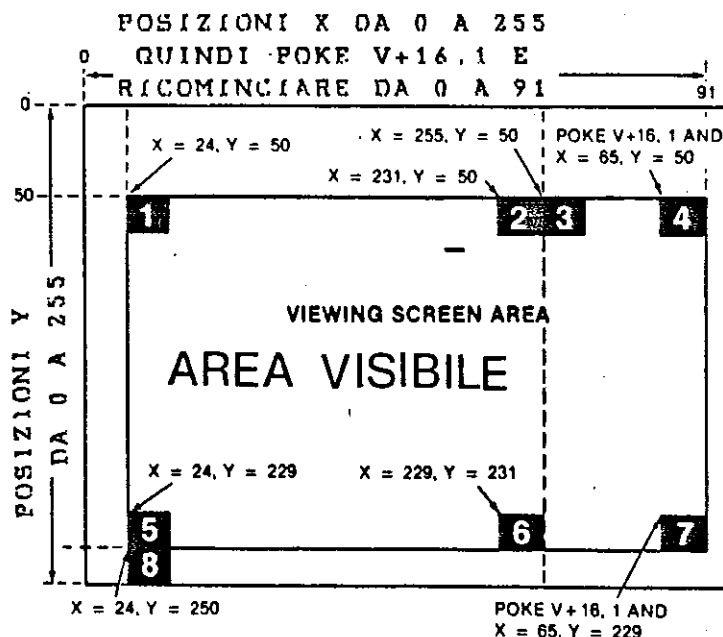 POSIZIONI X DA 0 A 255
QUINDI POKE V+16,1 E
RICOMINCIARE DA 0 A 91
0
91
0
50
X = 24, Y = 50
X = 255, Y = 50
POKE V+16, 1 AND
X = 65, Y = 50
X = 231, Y = 50
1
2
3
4
VIEWING SCREEN AREA
AREA VISIBILE
POSIZIONI Y
DA 0 A 255
X = 24, Y = 229
X = 229, Y = 231
5
6
7
8
X = 24, Y = 250
POKE V+16, 1 AND
X = 65, Y = 229